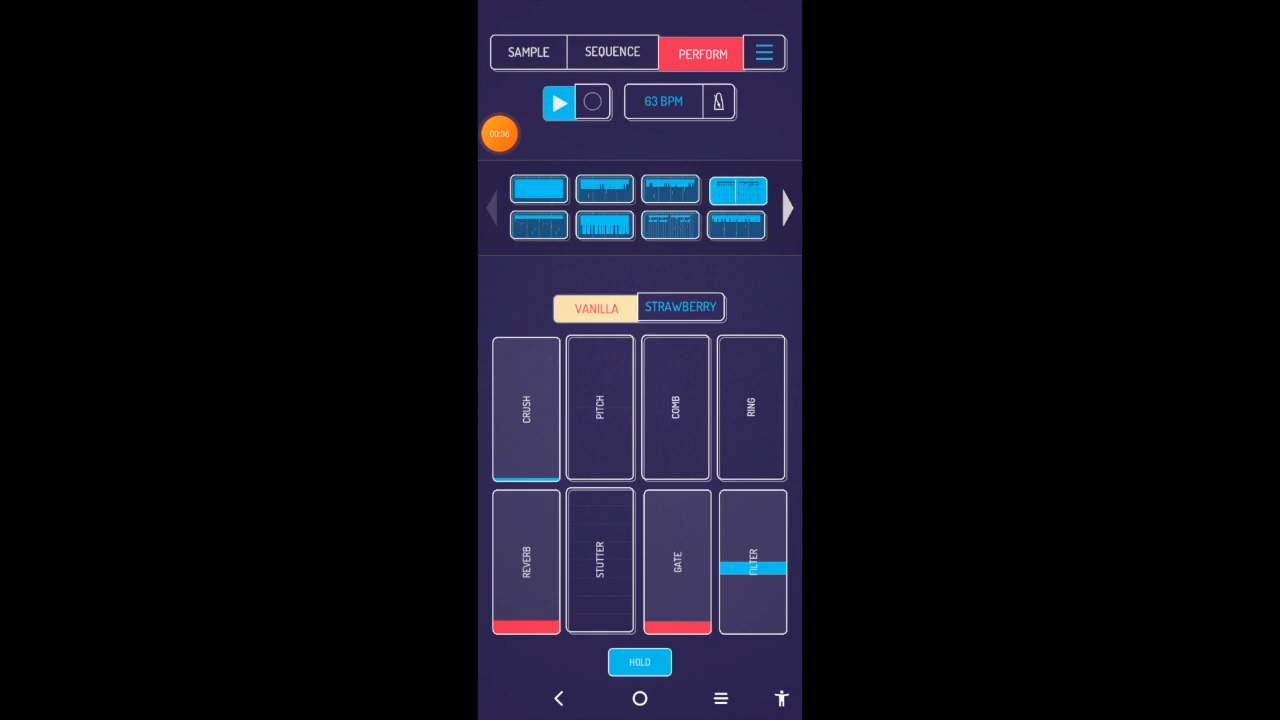 SAMPLE SEQUENCE PERFORM
63 BPM
00:36
VANILLA STRAWBERRY
CRUSH PITCH COMB RING
REVERB STUTTER GATE FILTER
HOLD